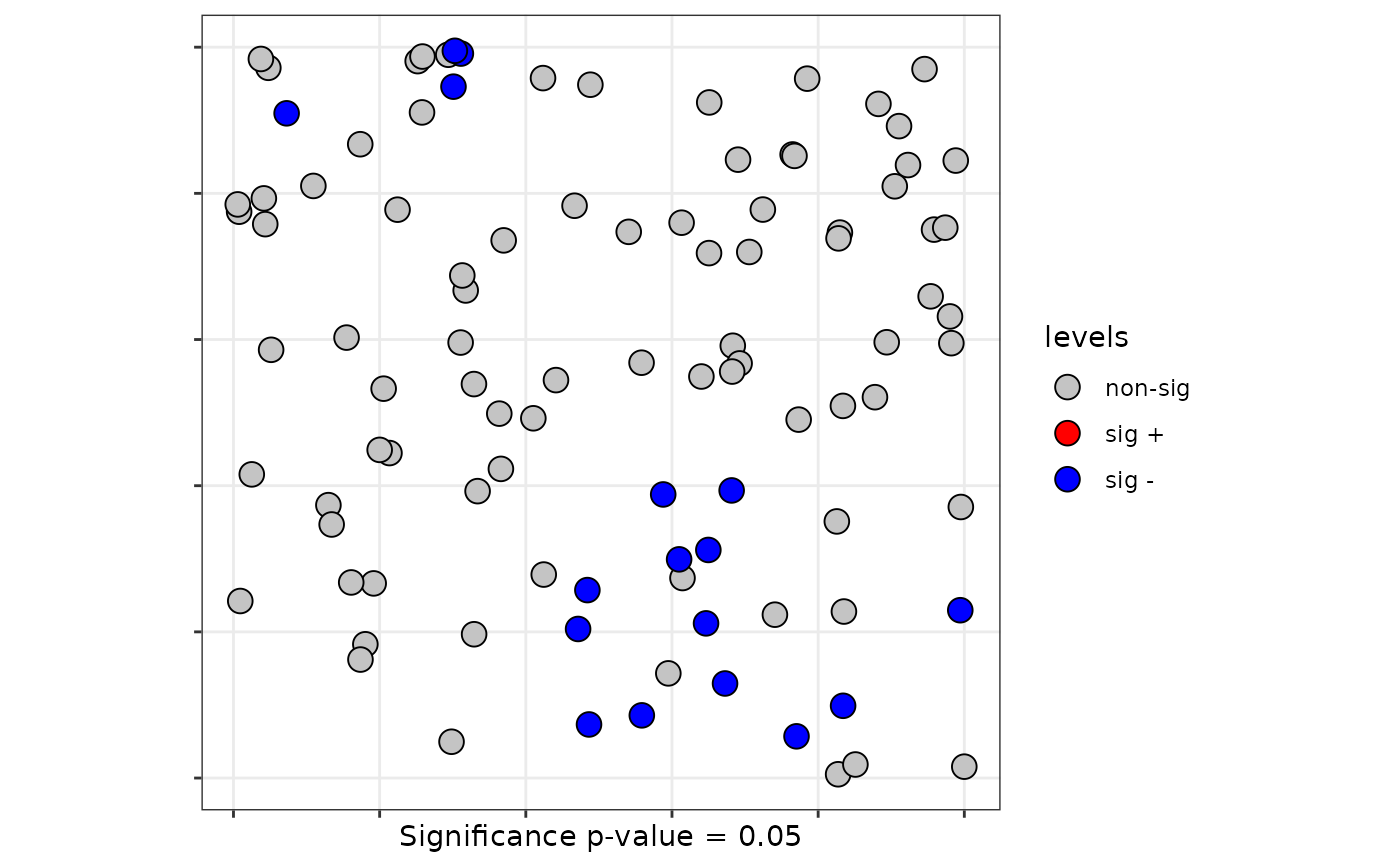 levels
non-sig
sig +
sig -
Significance p-value = 0.05